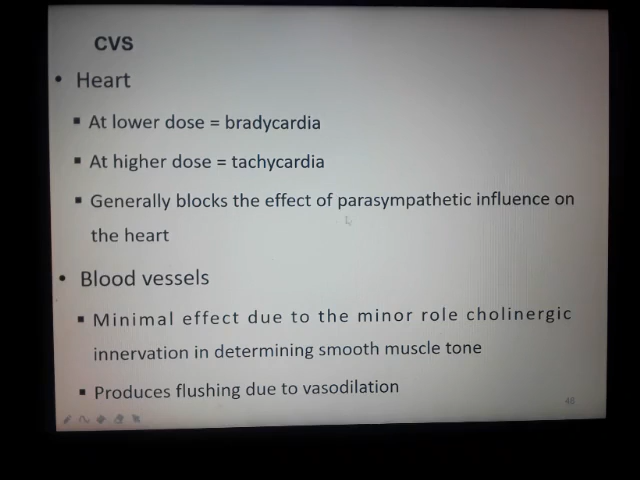 CVS
• Heart
▪ At lower dose = bradycardia
▪ At higher dose = tachycardia
▪ Generally blocks the effect of parasympathetic influence on
the heart
• Blood vessels
▪ Minimal effect due to the minor role cholinergic
innervation in determining smooth muscle tone
▪ Produces flushing due to vasodilation
46